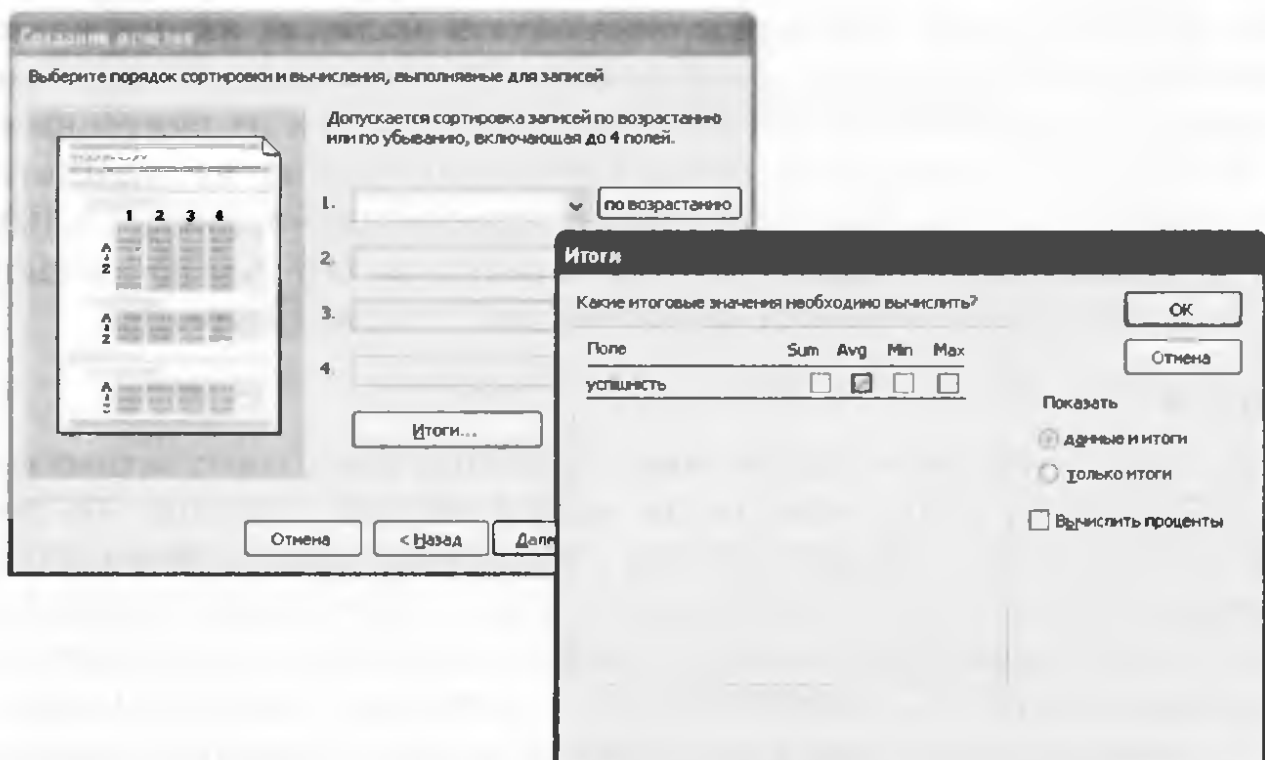 Создание отчетов
Выберите порядок сортировки и вычисления, выполняемые для записей
Допускается сортировка записей по возрастанию
или по убыванию, включающая до 4 полей.
1 2 3 4
А
Z
А
Z
А
1. по возрастанию
2.
3.
4.
Итоги...
Отмена < Назад Дале
Итоги
Какие итоговые значения необходимо вычислить?
OK
Отмена
Поле Sum Avg Min Max
успішність
Показать
данные и итоги
только итоги
Вычислить проценты